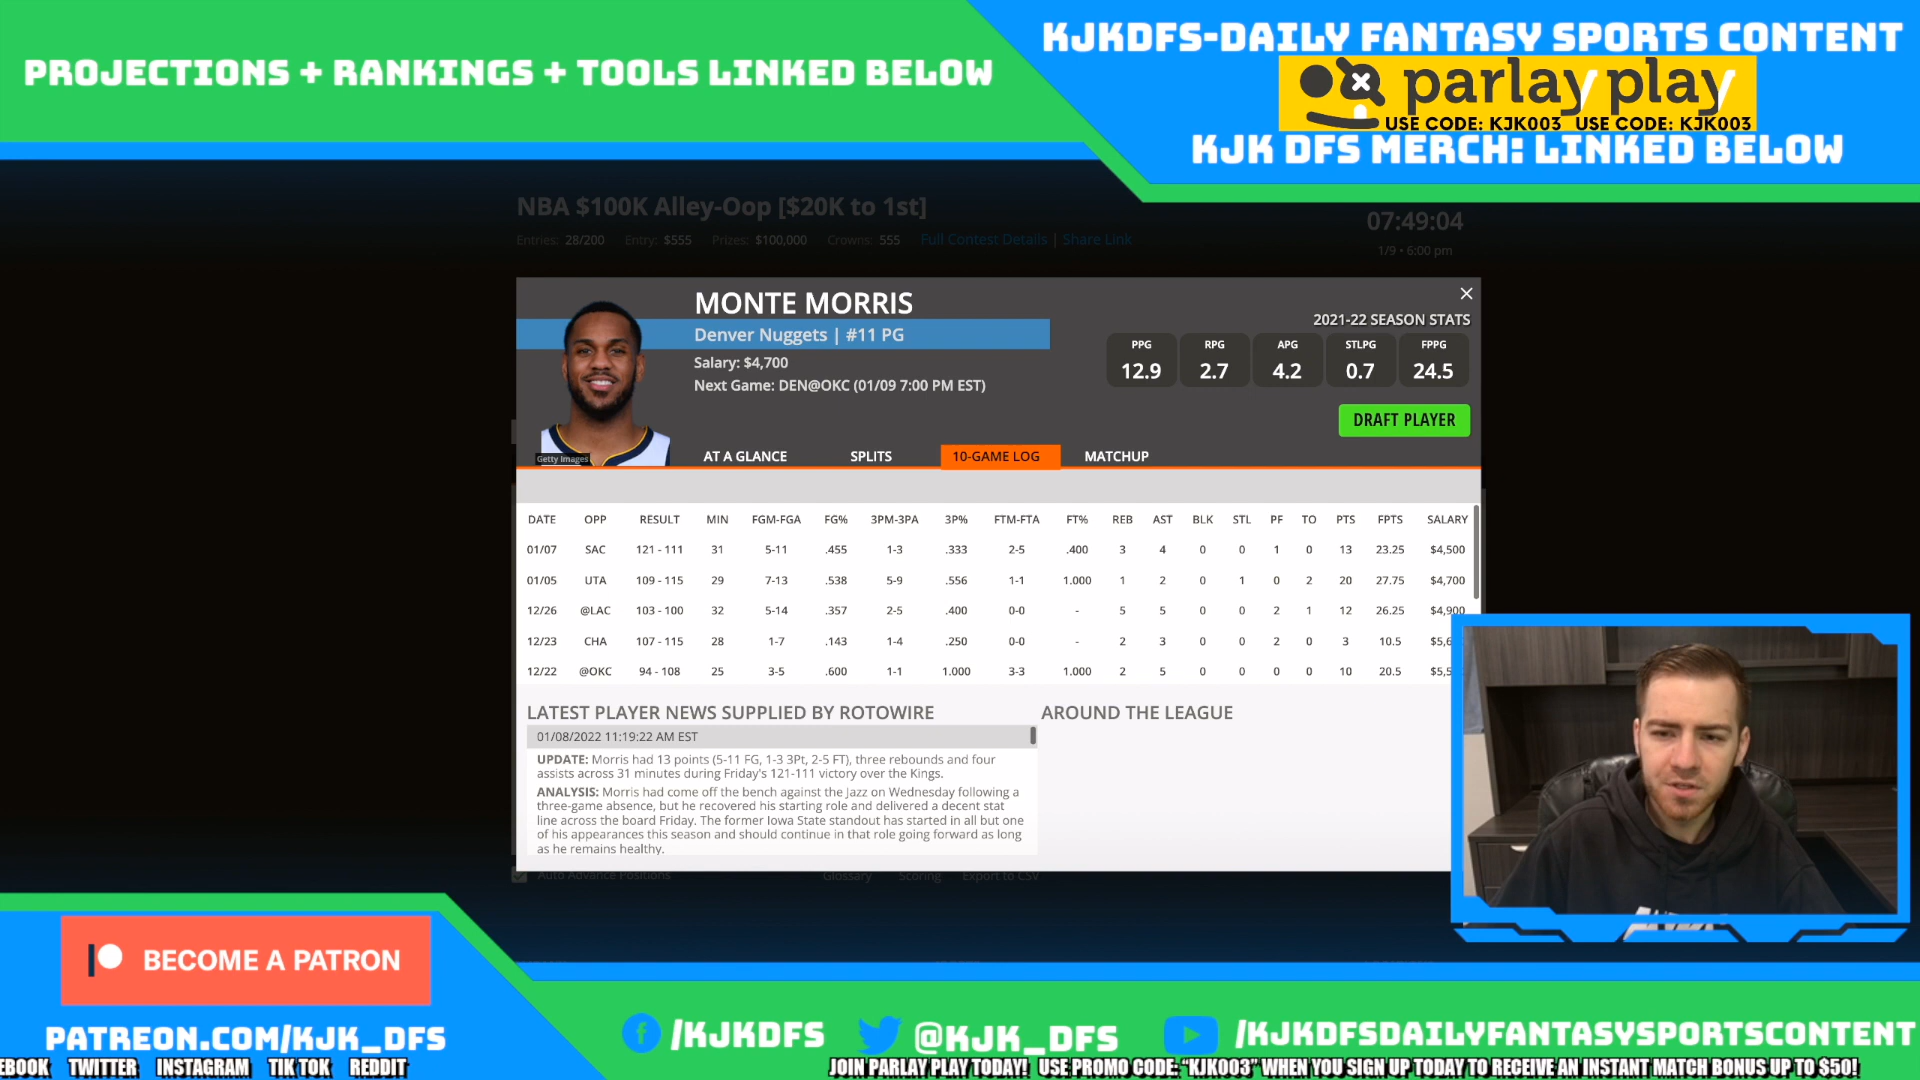 PROJECTIONS + RANKINGS + TOOLS LINKED BELOW
KJKDFS-DAILY FANTASY SPORTS CONTENT
parlay play
USE CODE: KJK003 USE CODE: KJK003
KJK DFS MERCH: LINKED BELOW
NBA $100K Alley-Oop [$20K to 1st]
07:49:04
Entries: 28/200 Entry: $555 Prizes: $100,000 Crowns: 555 Full Contest Details | Share Link
1/9 • 6:00 pm
MONTE MORRIS
Denver Nuggets | #11 PG
Salary: $4,700
Next Game: DEN@OKC (01/09 7:00 PM EST)
2021-22 SEASON STATS
PPG RPG APG STLPG FPPG
12.9 2.7 4.2 0.7 24.5
DRAFT PLAYER
Getty Images
AT A GLANCE SPLITS 10-GAME LOG MATCHUP
DATE OPP RESULT MIN FGM-FGA FG% 3PM-3PA 3P% FTM-FTA FT% REB AST BLK STL PF TO PTS FPTS SALARY
01/07 SAC 121 - 111 31 5-11 .455 1-3 .333 2-5 .400 3 4 0 0 1 0 13 23.25 $4,500
01/05 UTA 109 - 115 29 7-13 .538 5-9 .556 1-1 1.000 1 2 0 1 0 2 20 27.75 $4,700
12/26 @LAC 103 - 100 32 5-14 .357 2-5 .400 0-0 - 5 5 0 0 2 1 12 26.25 $4,900
12/23 CHA 107 - 115 28 1-7 .143 1-4 .250 0-0 - 2 3 0 0 2 0 3 10.5 $5,6
12/22 @OKC 94 - 108 25 3-5 .600 1-1 1.000 3-3 1.000 2 5 0 0 0 0 10 20.5 $5,5
LATEST PLAYER NEWS SUPPLIED BY ROTOWIRE
AROUND THE LEAGUE
01/08/2022 11:19:22 AM EST
UPDATE: Morris had 13 points (5-11 FG, 1-3 3Pt, 2-5 FT), three rebounds and four
assists across 31 minutes during Friday's 121-111 victory over the Kings.
ANALYSIS: Morris had come off the bench against the Jazz on Wednesday following a
three-game absence, but he recovered his starting role and delivered a decent stat
line across the board Friday. The former Iowa State standout has started in all but one
of his appearances this season and should continue in that role going forward as long
as he remains healthy.
Auto Advance Positions Glossary Scoring Export to CSV
BECOME A PATRON
PATREON.COM/KJK_DFS
/KJKDFS @KJK_DFS /KJKDFSDAILYFANTASYSPORTSCONTENT
EBOOK TWITTER INSTAGRAM TIK TOK REDDIT
JOIN PARLAY PLAY TODAY! USE PROMO CODE: "KJK003" WHEN YOU SIGN UP TODAY TO RECEIVE AN INSTANT MATCH BONUS UP TO $50!